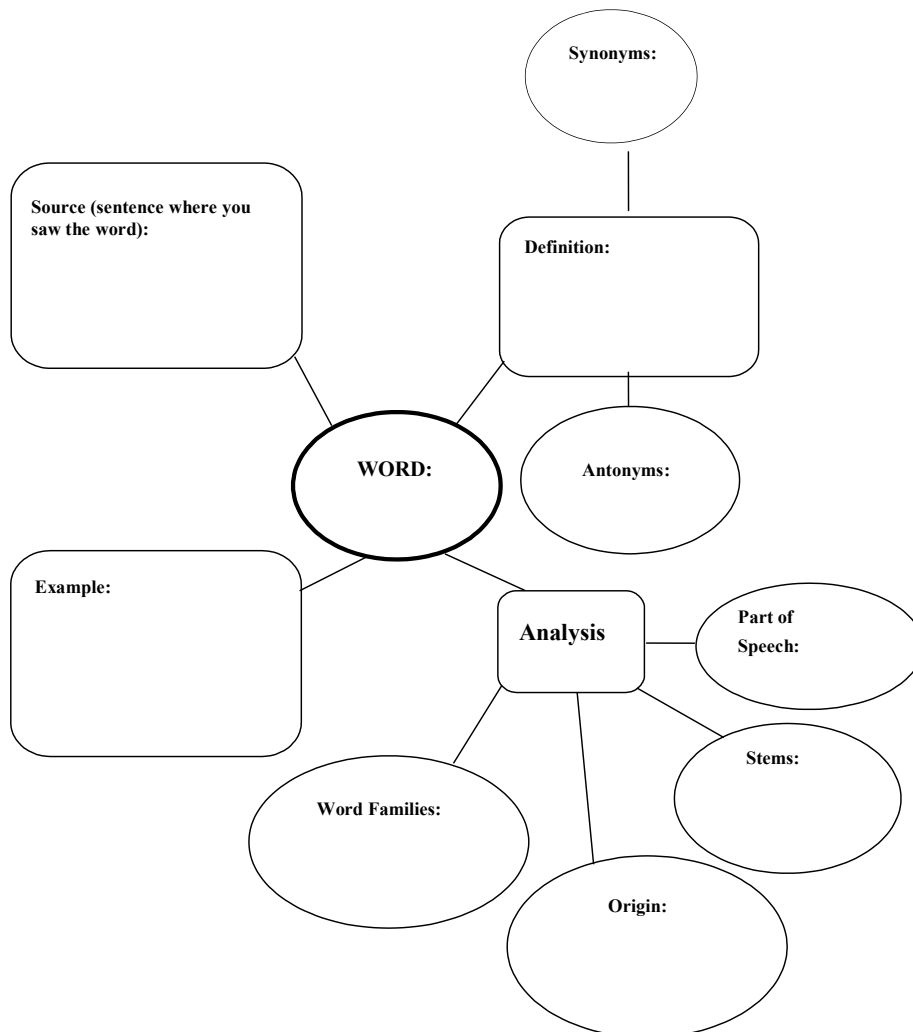 Synonyms:
Source (sentence where you
saw the word):
Definition:
WORD:
Antonyms:
Example:
Analysis
Part of
Speech:
Stems:
Word Families:
Origin: